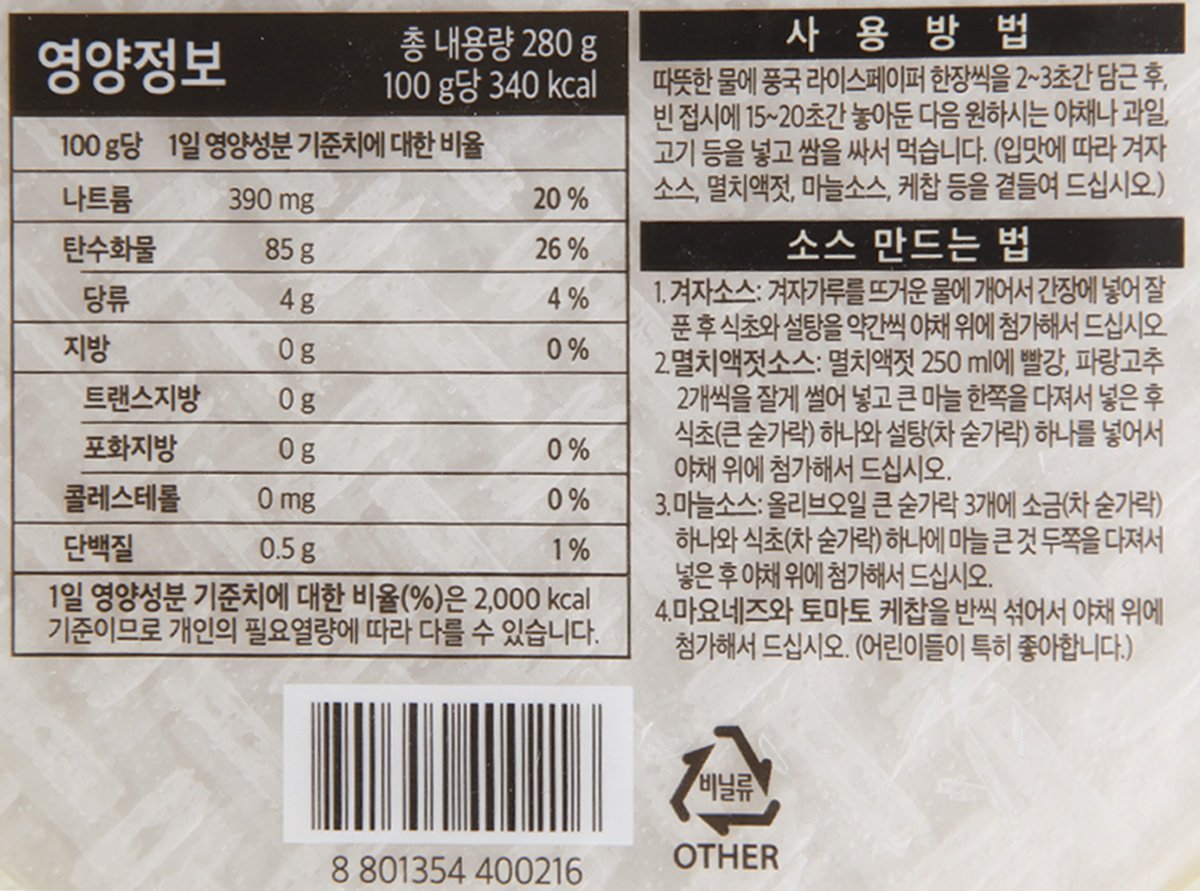 영양정보
총 내용량 280 g
100 g당 340 kcal
100 g당 1일 영양성분 기준치에 대한 비율
나트륨 390 mg 20 %
탄수화물 85 g 26 %
당류 4 g 4 %
지방 0 g 0 %
트랜스지방 0 g
포화지방 0 g 0 %
콜레스테롤 0 mg 0 %
단백질 0.5 g 1 %
1일 영양성분 기준치에 대한 비율(%)은 2,000 kcal
기준이므로 개인의 필요열량에 따라 다를 수 있습니다.
사 용 방 법
따뜻한 물에 풍국 라이스페이퍼 한장씩을 2~3초간 담근 후,
빈 접시에 15~20초간 놓아둔 다음 원하시는 야채나 과일,
고기 등을 넣고 쌈을 싸서 먹습니다. (입맛에 따라 겨자
소스, 멸치액젓, 마늘소스, 케찹 등을 곁들여 드십시오.)
소스 만드는 법
1. 겨자소스: 겨자가루를 뜨거운 물에 개어서 간장에 넣어 잘
푼 후 식초와 설탕을 약간씩 야채 위에 첨가해서 드십시오.
2. 멸치액젓소스: 멸치액젓 250 ml에 빨강, 파랑고추
2개씩을 잘게 썰어 넣고 큰 마늘 한쪽을 다져서 넣은 후
식초(큰 숟가락) 하나와 설탕(차 숟가락) 하나를 넣어서
야채 위에 첨가해서 드십시오.
3. 마늘소스: 올리브오일 큰 숟가락 3개에 소금(차 숟가락)
하나와 식초(차 숟가락) 하나에 마늘 큰 것 두쪽을 다져서
넣은 후 야채 위에 첨가해서 드십시오.
4. 마요네즈와 토마토 케찹을 반씩 섞어서 야채 위에
첨가해서 드십시오. (어린이들이 특히 좋아합니다.)
8 801354 400216
비닐류
OTHER